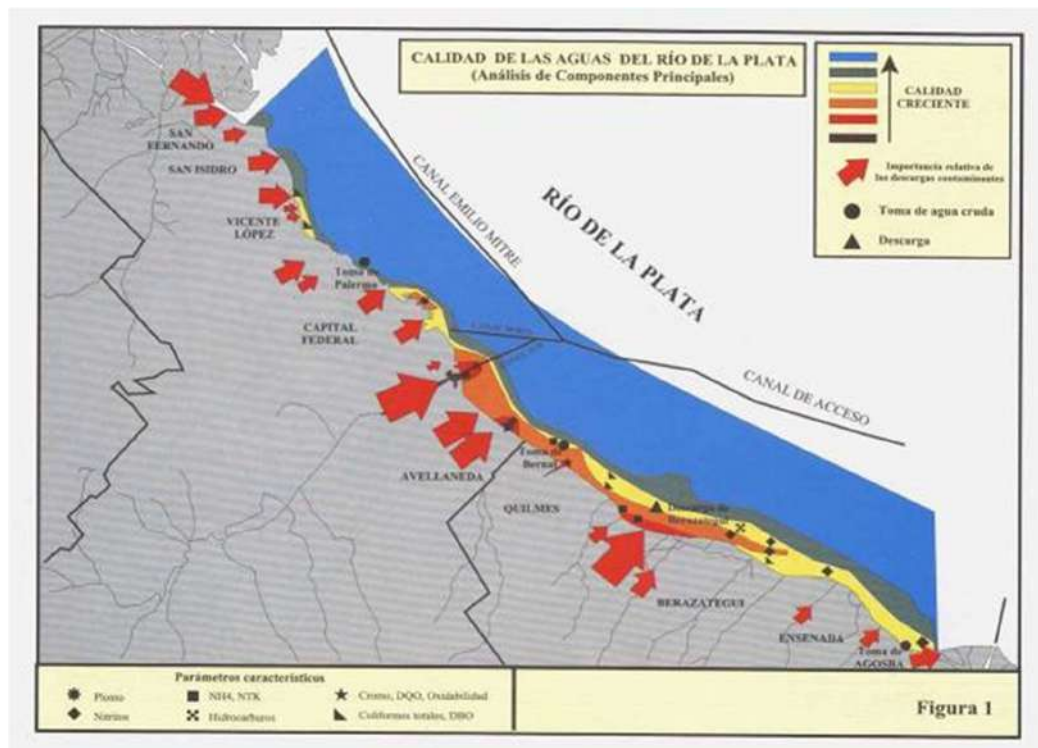 CALIDAD DE LAS AGUAS DEL RÍO DE LA PLATA
(Análisis de Componentes Principales)
CALIDAD
CRECIENTE
Importancia relativa de
las descargas contaminantes
Toma de agua cruda
Descarga
SAN
FERNANDO
SAN ISIDRO
VICENTE
LÓPEZ
CANAL EMILIO MITRE
RÍO DE LA PLATA
Toma de
Palermo
CAPITAL
FEDERAL
CANAL DE ACCESO
AVELLANEDA
Toma de
Bernal
QUILMES
Descarga de
Berazategui
BERAZATEGUI
ENSENADA
Toma de
AGOSBA
Parámetros característicos
Plomo
NH4, NTK
Cromo, DQO, Oxidabilidad
Nitritos
Hidrocarburos
Coliformes totales, DBO
Figura 1